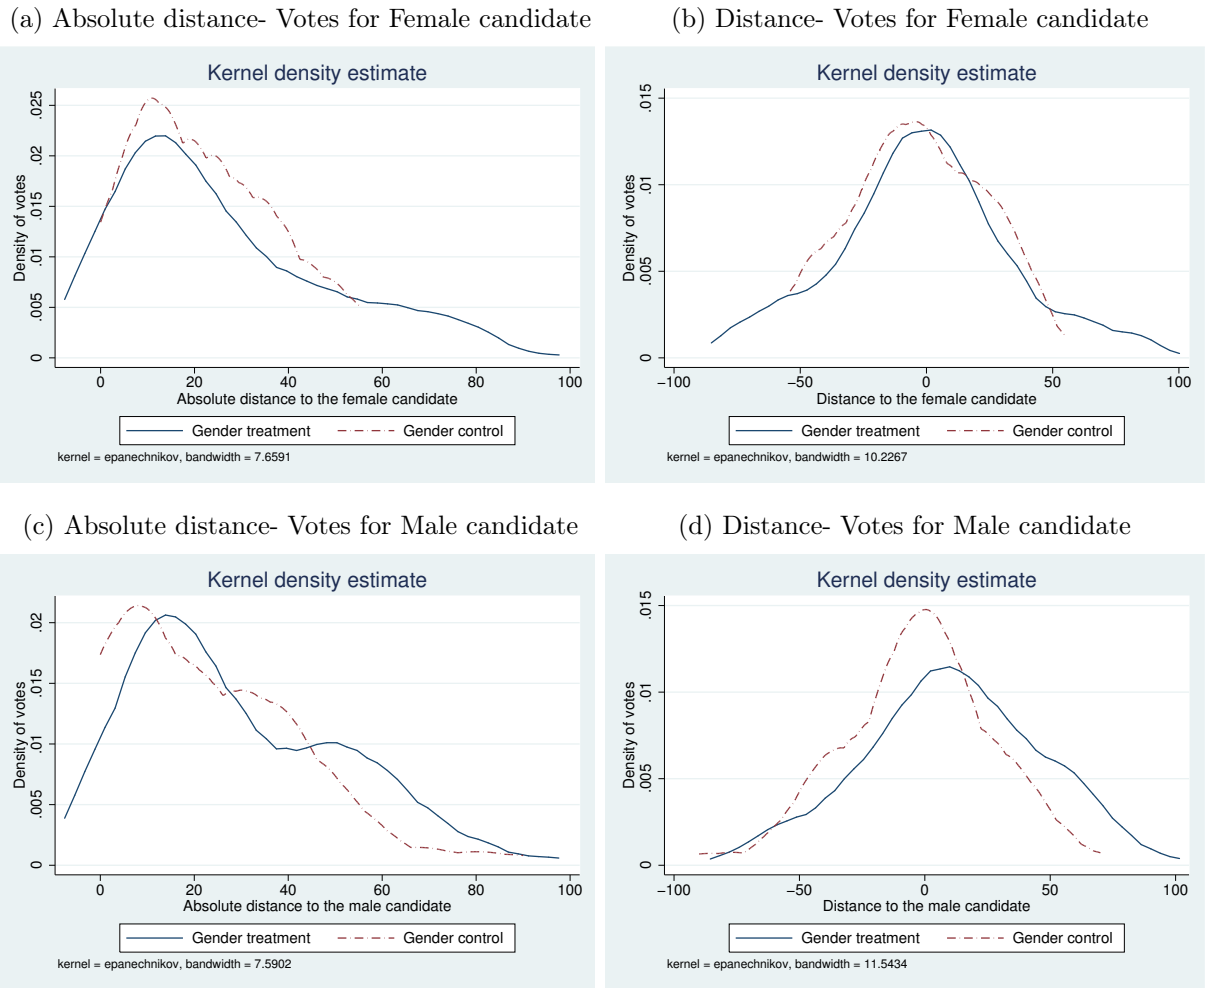 (a) Absolute distance- Votes for Female candidate
Kernel density estimate
Density of votes
.025
.02
.015
.01
.005
0
0 20 40 60 80 100
Absolute distance to the female candidate
Gender treatment Gender control
kernel = epanechnikov, bandwidth = 7.6591
(b) Distance- Votes for Female candidate
Kernel density estimate
Density of votes
.015
.01
.005
0
−100 −50 0 50 100
Distance to the female candidate
Gender treatment Gender control
kernel = epanechnikov, bandwidth = 10.2267
(c) Absolute distance- Votes for Male candidate
Kernel density estimate
Density of votes
.02
.015
.01
.005
0
0 20 40 60 80 100
Absolute distance to the male candidate
Gender treatment Gender control
kernel = epanechnikov, bandwidth = 7.5902
(d) Distance- Votes for Male candidate
Kernel density estimate
Density of votes
.015
.01
.005
0
−100 −50 0 50 100
Distance to the male candidate
Gender treatment Gender control
kernel = epanechnikov, bandwidth = 11.5434